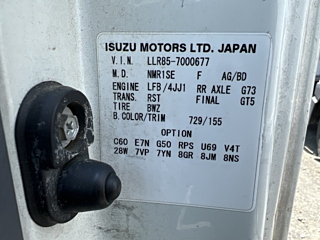 ISUZU MOTORS LTD. JAPAN
V.I.N. LLR85-7000677
M.D. NMR1SE F AG/BD
ENGINE LFB/4JJ1 RR AXLE G73
TRANS. RST FINAL GT5
TIRE BWZ
B.COLOR/TRIM 729/155
OPTION
C60 E7N G50 RPS U69 V4T
28W 7VP 7YN 8GR 8JM 8NS